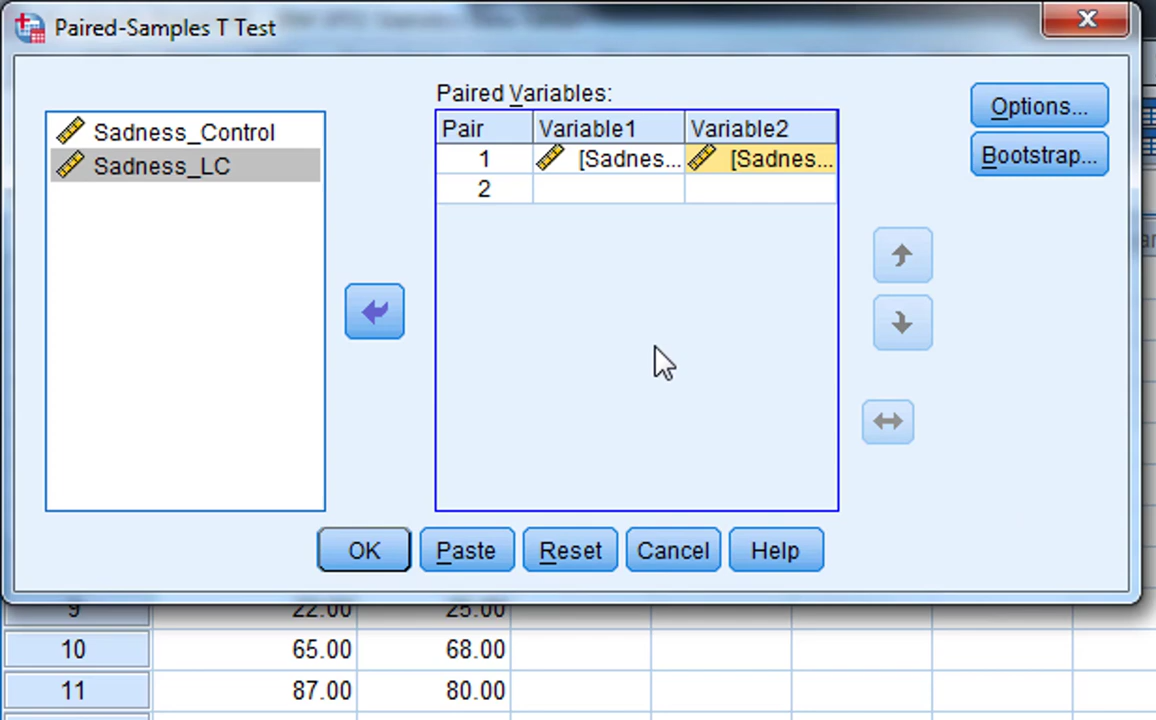 Paired-Samples T Test
Paired Variables:
Options...
Bootstrap...
Sadness_Control
Sadness_LC
Pair Variable1 Variable2
1 [Sadnes... [Sadnes...
2
OK Paste Reset Cancel Help
9 22.00 25.00
10 65.00 68.00
11 87.00 80.00